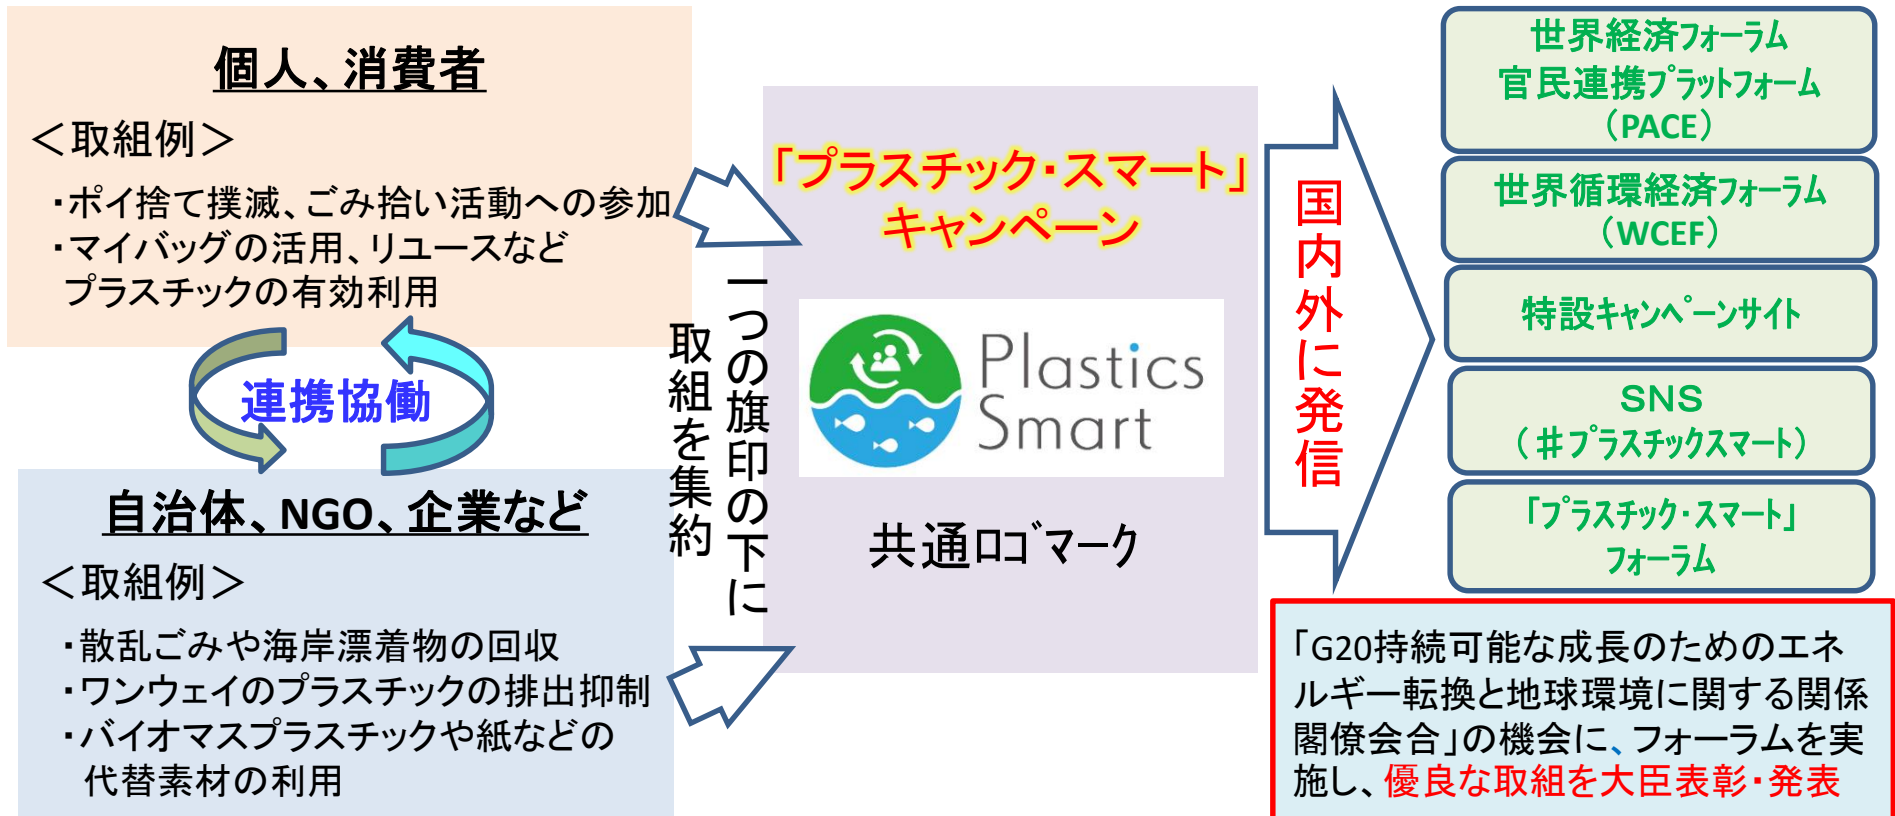 個人、消費者
＜取組例＞
・ポイ捨て撲滅、ごみ拾い活動への参加
・マイバッグの活用、リユースなど
プラスチックの有効利用
連携協働
自治体、NGO、企業など
＜取組例＞
・散乱ごみや海岸漂着物の回収
・ワンウェイのプラスチックの排出抑制
・バイオマスプラスチックや紙などの
代替素材の利用
一つの旗印の下に
取組を集約
「プラスチック・スマート」
キャンペーン
Plastics
Smart
共通ロゴマーク
国内外に発信
世界経済フォーラム
官民連携プラットフォーム
（PACE）
世界循環経済フォーラム
（WCEF）
特設キャンペーンサイト
SNS
（＃プラスチックスマート）
「プラスチック・スマート」
フォーラム
「G20持続可能な成長のためのエネ
ルギー転換と地球環境に関する関係
閣僚会合」の機会に、フォーラムを実
施し、優良な取組を大臣表彰・発表